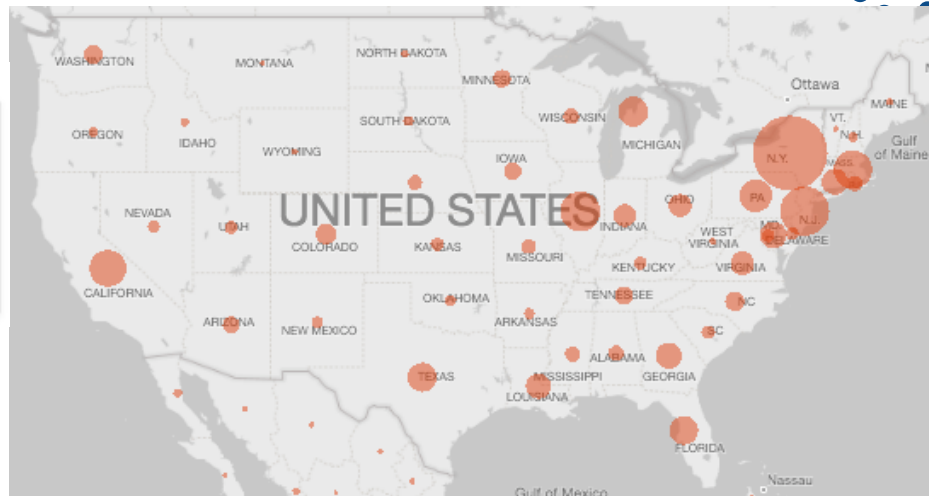 WASHINGTON
MONTANA
NORTH DAKOTA
MINNESOTA
Ottawa
MAINE
VT.
N.H.
OREGON
IDAHO
SOUTH DAKOTA
WISCONSIN
MICHIGAN
Gulf
of Maine
WYOMING
IOWA
N.Y.
MASS.
NEVADA
UTAH
UNITED STATES
OHIO
PA
N.J.
COLORADO
KANSAS
MISSOURI
INDIANA
WEST
VIRGINIA
MD.
DELAWARE
CALIFORNIA
KENTUCKY
VIRGINIA
ARIZONA
NEW MEXICO
OKLAHOMA
ARKANSAS
TENNESSEE
NC
SC
TEXAS
MISSISSIPPI
ALABAMA
GEORGIA
LOUISIANA
FLORIDA
Gulf of Mexico
Nassau